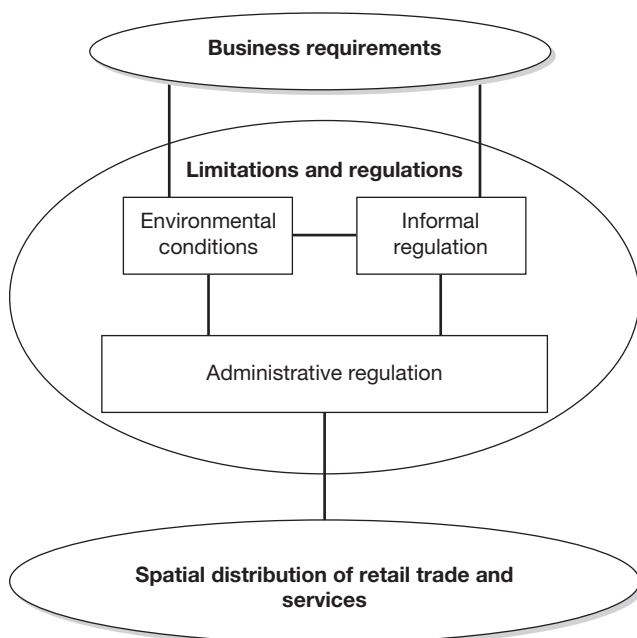 Business requirements
Limitations and regulations
Environmental
conditions
Informal
regulation
Administrative regulation
Spatial distribution of retail trade and
services